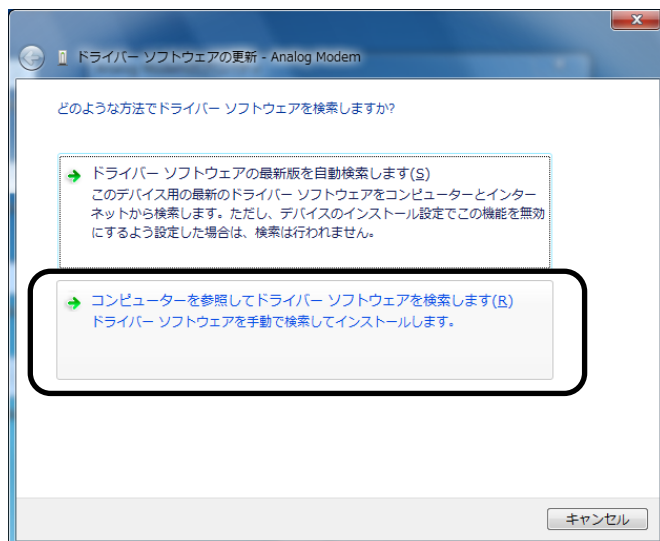 ドライバー ソフトウェアの更新 - Analog Modem
どのような方法でドライバー ソフトウェアを検索しますか?
ドライバー ソフトウェアの最新版を自動検索します(S)
このデバイス用の最新のドライバー ソフトウェアをコンピューターとインター
ネットから検索します。ただし、デバイスのインストール設定でこの機能を無効
にするよう設定した場合は、検索は行われません。
コンピューターを参照してドライバー ソフトウェアを検索します(R)
ドライバー ソフトウェアを手動で検索してインストールします。
キャンセル